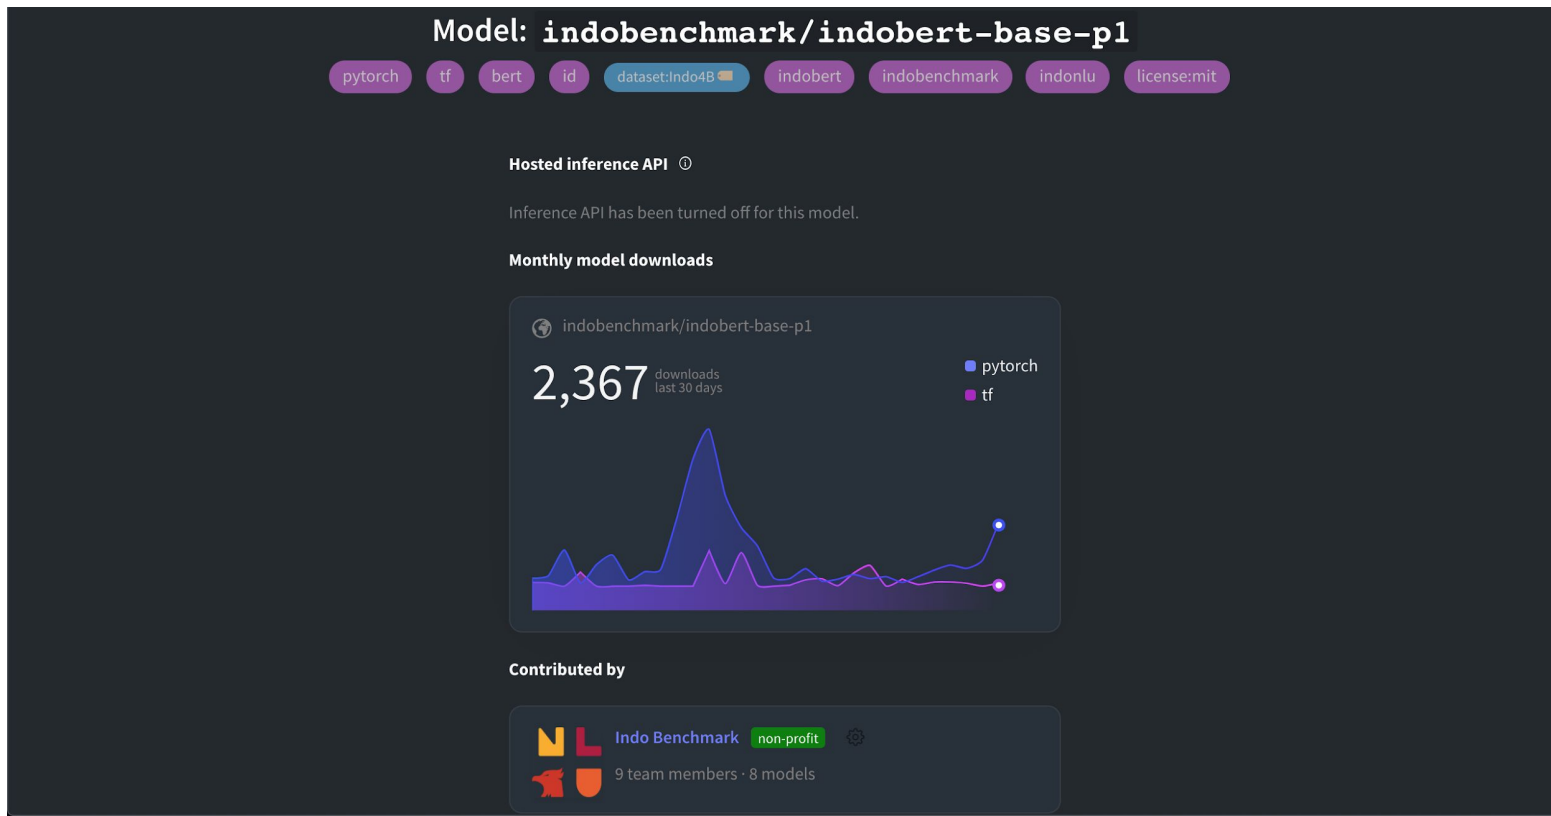 Model: indobenchmark/indobert-base-p1
pytorch tf bert id dataset:Indo4B indobert indobenchmark indonlu license:mit
Hosted inference API
Inference API has been turned off for this model.
Monthly model downloads
indobenchmark/indobert-base-p1
2,367 downloads
last 30 days
pytorch
tf
Contributed by
Indo Benchmark non-profit
9 team members · 8 models